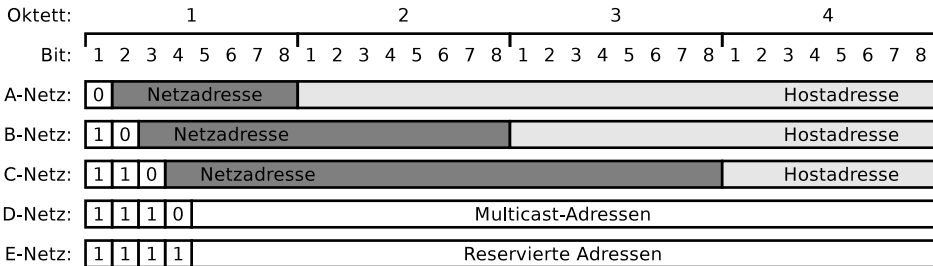 Oktett: 1 2 3 4
Bit: 1 2 3 4 5 6 7 8 1 2 3 4 5 6 7 8 1 2 3 4 5 6 7 8 1 2 3 4 5 6 7 8
A-Netz: 0 Netzadresse Hostadresse
B-Netz: 1 0 Netzadresse Hostadresse
C-Netz: 1 1 0 Netzadresse Hostadresse
D-Netz: 1 1 1 0 Multicast-Adressen
E-Netz: 1 1 1 1 Reservierte Adressen